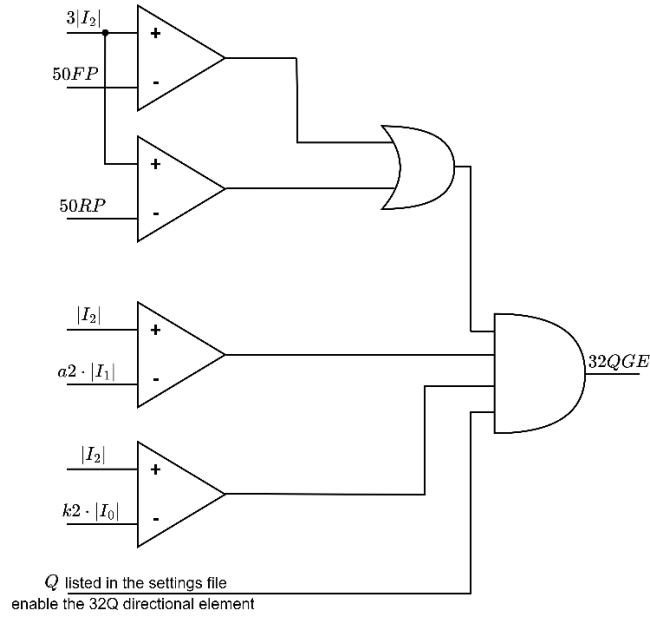 3|I₂|
+
50FP
-
+
50RP
-
|I₂|
+
a2 · |I₁|
-
32QGE
|I₂|
+
k2 · |I₀|
-
Q listed in the settings file
enable the 32Q directional element